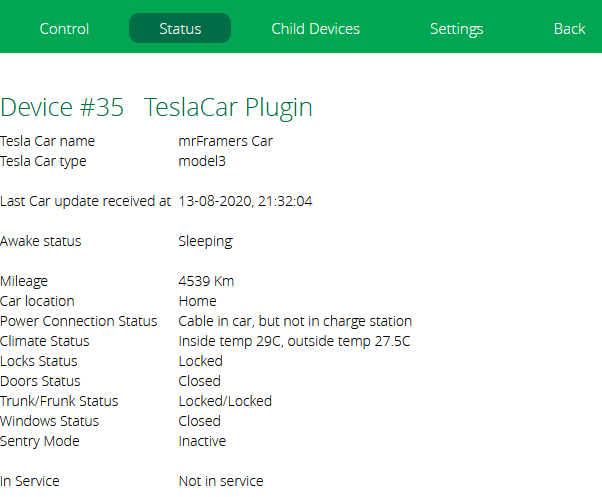 Control Status Child Devices Settings Back
Device #35 TeslaCar Plugin
Tesla Car name mrFramers Car
Tesla Car type model3
Last Car update received at 13-08-2020, 21:32:04
Awake status Sleeping
Mileage 4539 Km
Car location Home
Power Connection Status Cable in car, but not in charge station
Climate Status Inside temp 29C, outside temp 27.5C
Locks Status Locked
Doors Status Closed
Trunk/Frunk Status Locked/Locked
Windows Status Closed
Sentry Mode Inactive
In Service Not in service